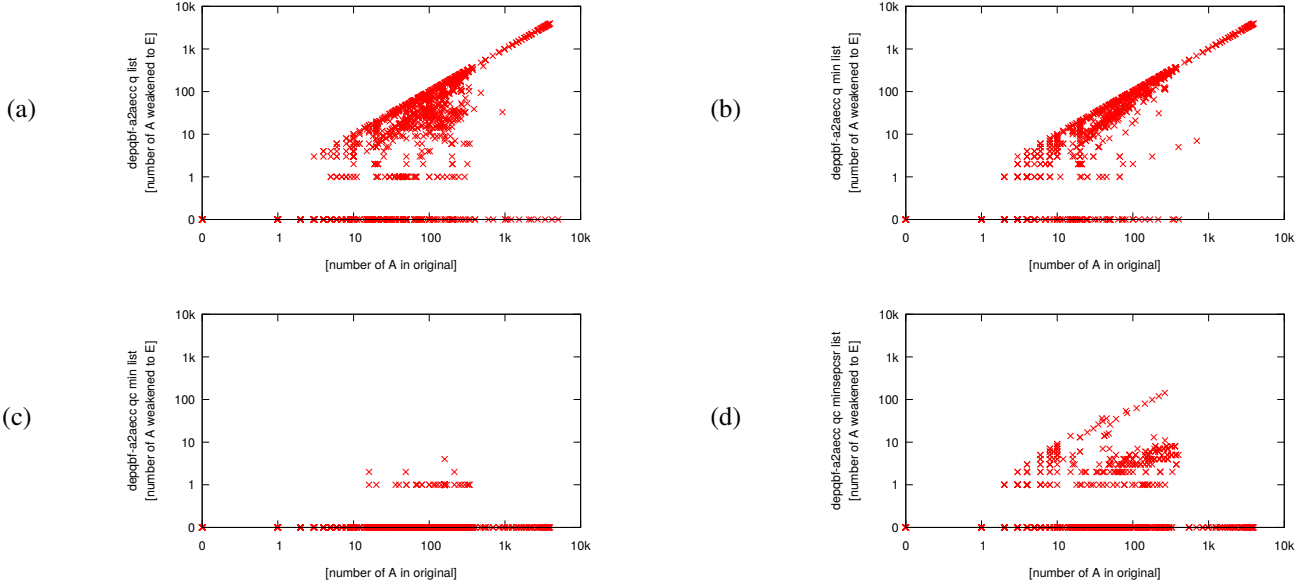 (a)
depqbf-a2aecc q list
[number of A weakened to E]
10k
1k
100
10
1
0
0 1 10 100 1k 10k
[number of A in original]
(b)
depqbf-a2aecc q min list
[number of A weakened to E]
10k
1k
100
10
1
0
0 1 10 100 1k 10k
[number of A in original]
(c)
depqbf-a2aecc qc min list
[number of A weakened to E]
10k
1k
100
10
1
0
0 1 10 100 1k 10k
[number of A in original]
(d)
depqbf-a2aecc qc minsepcsr list
[number of A weakened to E]
10k
1k
100
10
1
0
0 1 10 100 1k 10k
[number of A in original]